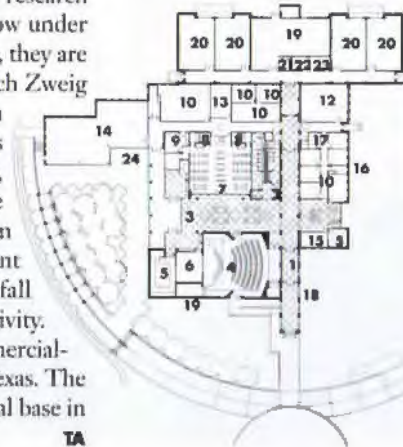 research
ow under
, they are
ch Zweig
n
s
.
e
n
nt
fall
ivity.
nercial-
exas. The
al base in
TA
20 20 19 20 20
21 22 23
10 13 10 10 10 12
14
9 8 8 17
24 10 16
7
3
15
5 6 4 1
19 18